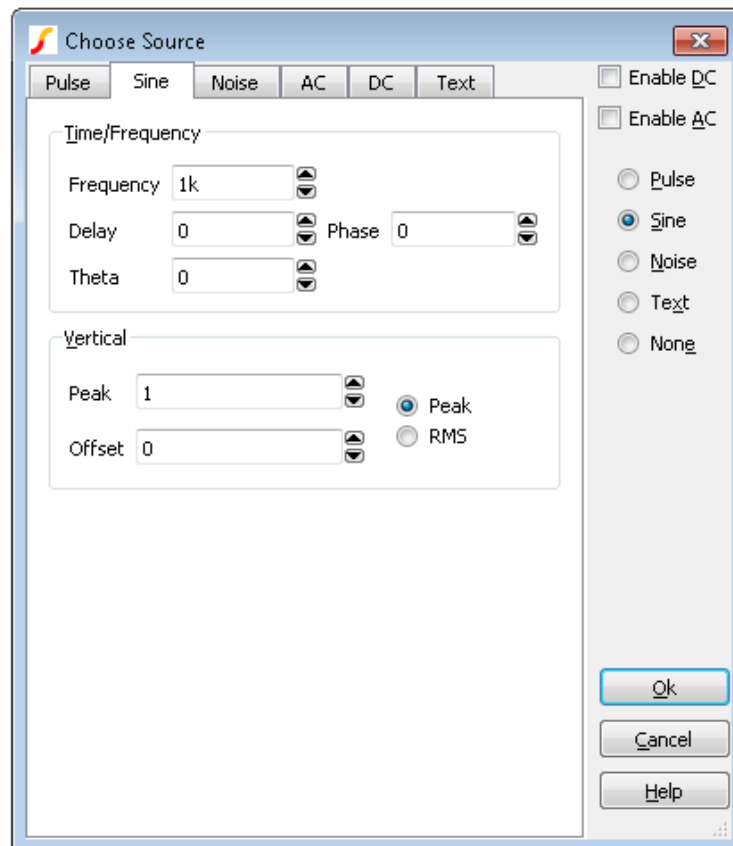 Choose Source
Pulse Sine Noise AC DC Text
Enable DC
Enable AC
Time/Frequency
Frequency 1k
Delay 0 Phase 0
Theta 0
Vertical
Peak 1
Offset 0
Peak
RMS
Pulse
Sine
Noise
Text
None
Ok
Cancel
Help